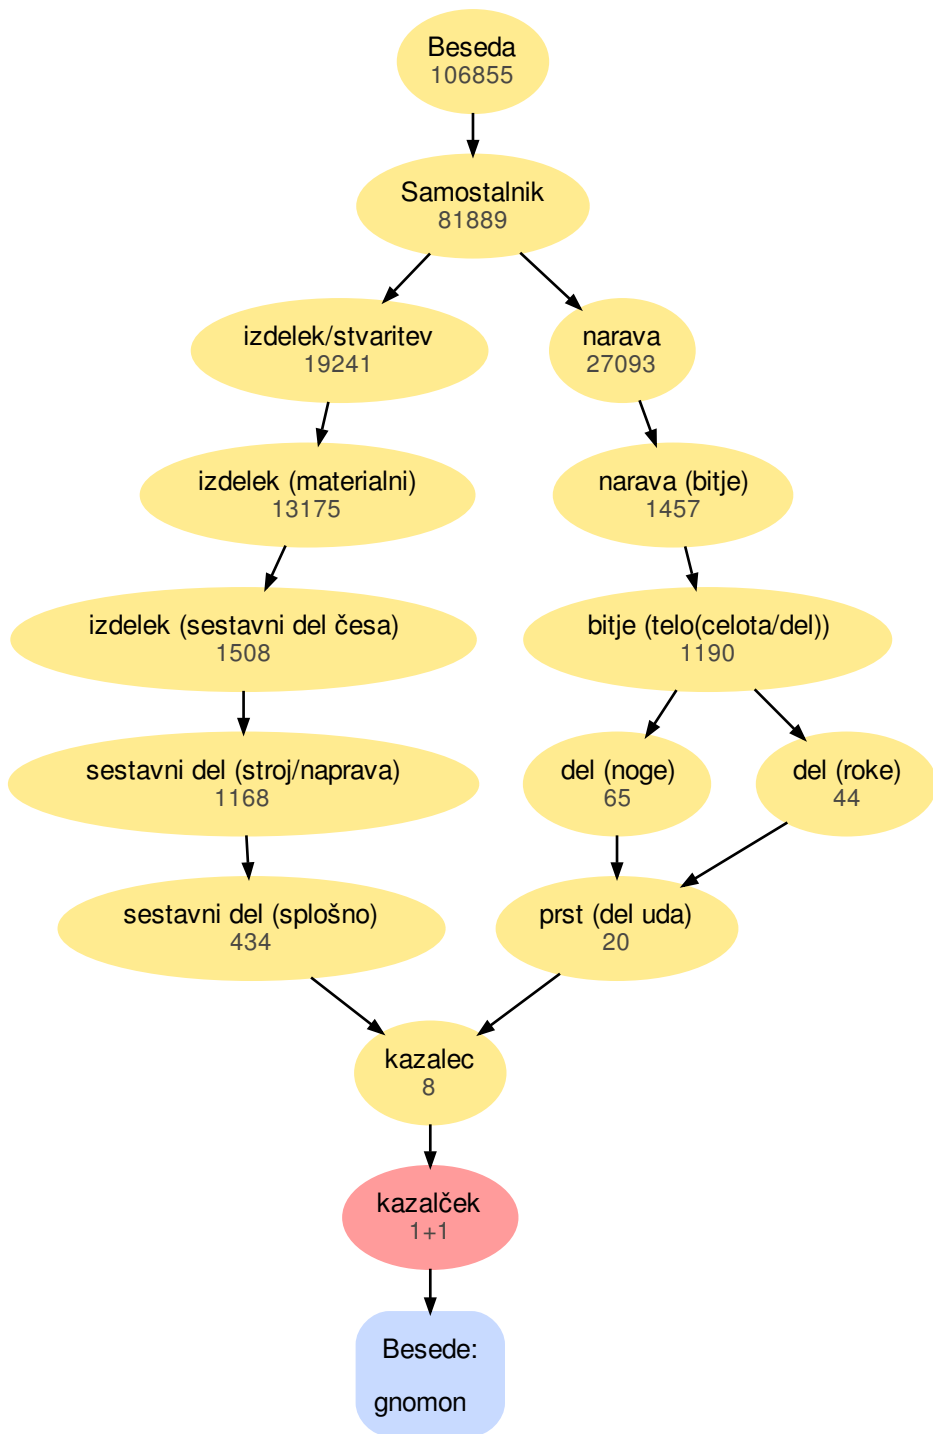 Beseda
106855
Samostalnik
81889
izdelek/stvaritev
19241
narava
27093
izdelek (materialni)
13175
narava (bitje)
1457
izdelek (sestavni del česa)
1508
bitje (telo(celota/del))
1190
sestavni del (stroj/naprava)
1168
del (noge)
65
del (roke)
44
sestavni del (splošno)
434
prst (del uda)
20
kazalec
8
kazalček
1+1
Besede:
gnomon